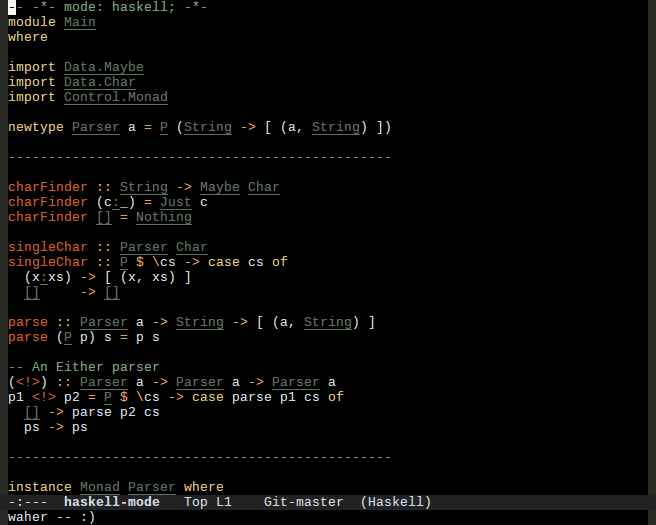 -- -*- mode: haskell; -*-
module Main
where

import Data.Maybe
import Data.Char
import Control.Monad

newtype Parser a = P (String -> [ (a, String) ])

------------------------------------------------

charFinder :: String -> Maybe Char
charFinder (c:_) = Just c
charFinder [] = Nothing

singleChar :: Parser Char
singleChar :: P $ \cs -> case cs of
  (x:xs) -> [ (x, xs) ]
  []     -> []

parse :: Parser a -> String -> [ (a, String) ]
parse (P p) s = p s

-- An Either parser
(<!>) :: Parser a -> Parser a -> Parser a
p1 <!> p2 = P $ \cs -> case parse p1 cs of
  [] -> parse p2 cs
  ps -> ps

------------------------------------------------

instance Monad Parser where
-:---  haskell-mode   Top L1    Git-master  (Haskell)
waher -- :)